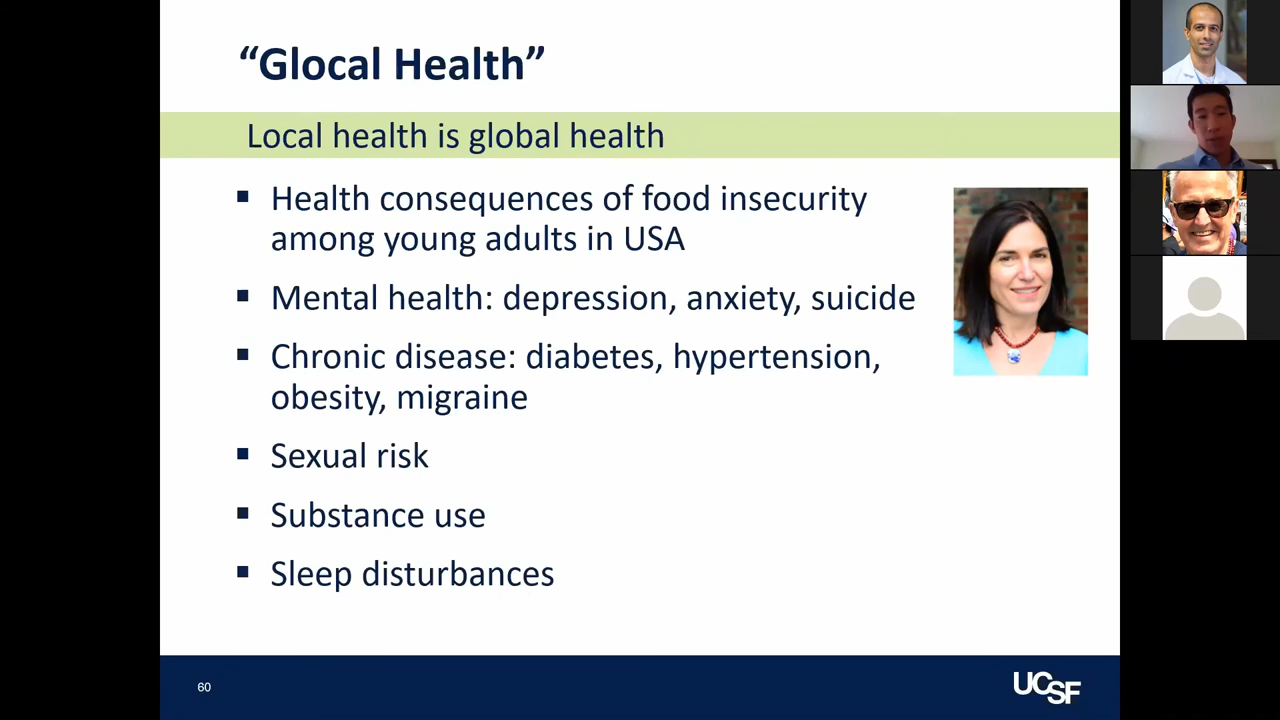 “Glocal Health”
Local health is global health
▪ Health consequences of food insecurity
among young adults in USA
▪ Mental health: depression, anxiety, suicide
▪ Chronic disease: diabetes, hypertension,
obesity, migraine
▪ Sexual risk
▪ Substance use
▪ Sleep disturbances
60
UCSF